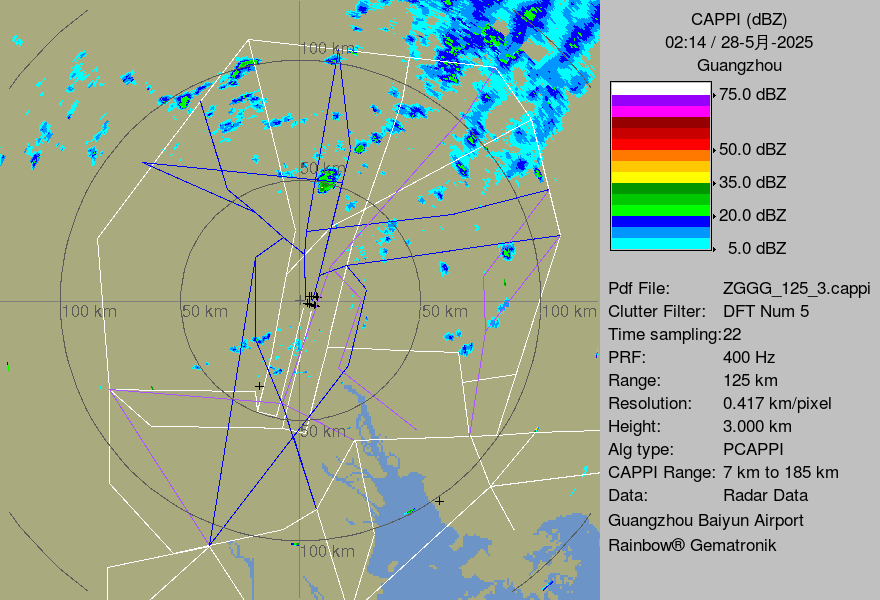 CAPPI (dBZ)
02:14 / 28-5月-2025
Guangzhou
75.0 dBZ
50.0 dBZ
35.0 dBZ
20.0 dBZ
5.0 dBZ
Pdf File: ZGGG_125_3.cappi
Clutter Filter: DFT Num 5
Time sampling:22
PRF: 400 Hz
Range: 125 km
Resolution: 0.417 km/pixel
Height: 3.000 km
Alg type: PCAPPI
CAPPI Range: 7 km to 185 km
Data: Radar Data
Guangzhou Baiyun Airport
Rainbow® Gematronik
100 km
50 km
100 km
50 km
50 km
100 km
50 km
100 km